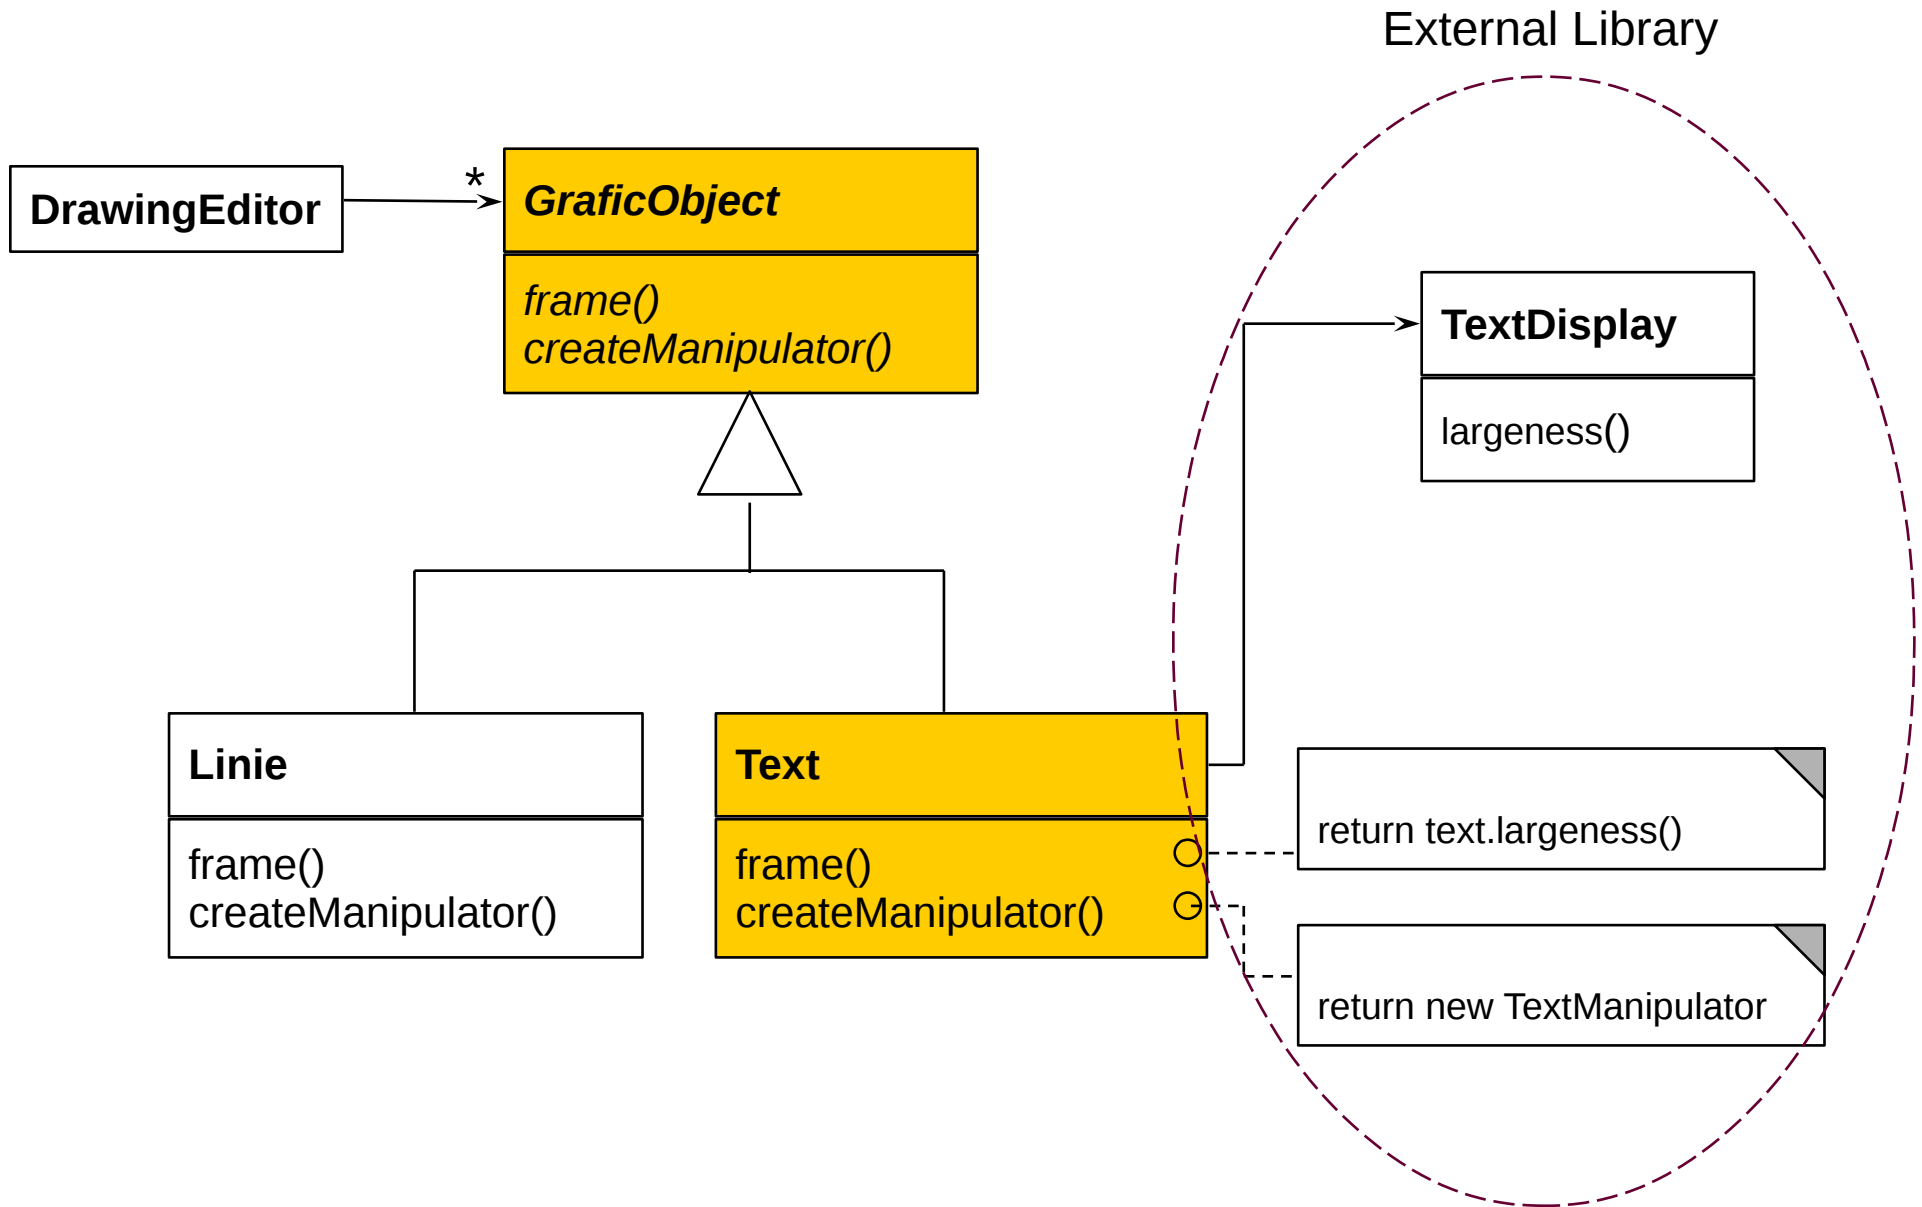 External Library
DrawingEditor
*
GraficObject
frame()
createManipulator()
TextDisplay
largeness()
Linie
frame()
createManipulator()
Text
frame()
createManipulator()
return text.largeness()
return new TextManipulator